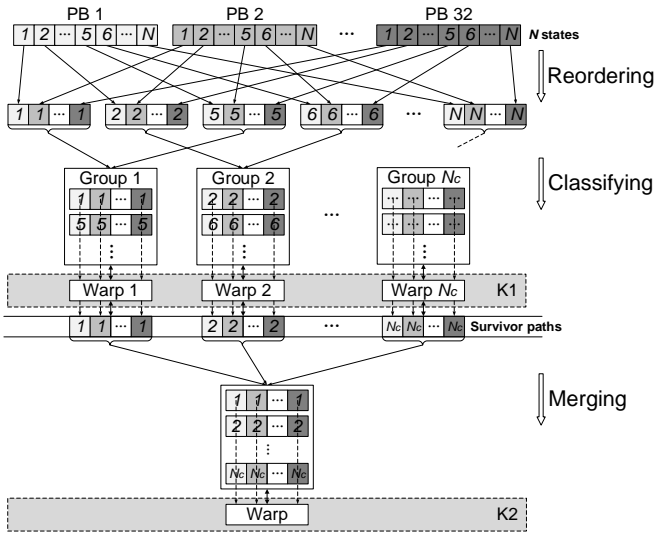 PB 1 PB 2 PB 32
1 2 ··· 5 6 ··· N 1 2 ··· 5 6 ··· N ··· 1 2 ··· 5 6 ··· N N states
Reordering
1 1 ··· 1 2 2 ··· 2 5 5 ··· 5 6 6 ··· 6 ··· N N ··· N
Group 1 Group 2 Group Nc
Classifying
1 1 ··· 1 2 2 ··· 2 ··· ··· ··· ···
5 5 ··· 5 6 6 ··· 6 ··· ··· ··· ··· ···
⋮ ⋮ ⋮
Warp 1 Warp 2 Warp Nc K1
1 1 ··· 1 2 2 ··· 2 ··· Nc Nc ··· Nc Survivor paths
Merging
1 1 ··· 1
2 2 ··· 2
⋮
Nc Nc ··· Nc
Warp K2